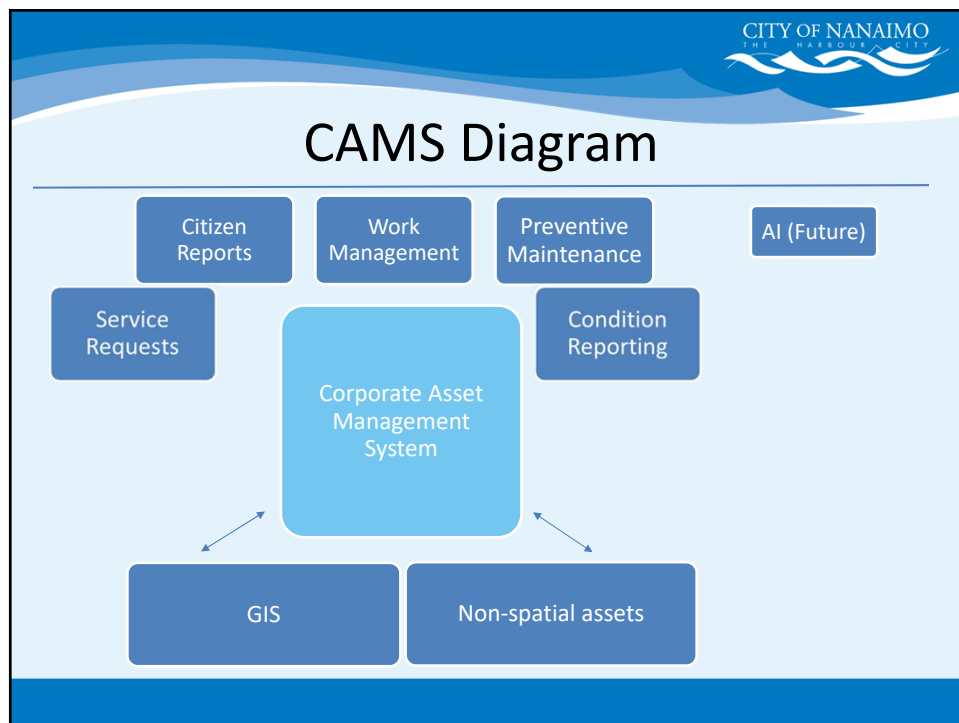 CITY OF NANAIMO
THE HARBOUR CITY
CAMS Diagram
Citizen
Reports
Work
Management
Preventive
Maintenance
AI (Future)
Service
Requests
Condition
Reporting
Corporate Asset
Management
System
GIS
Non-spatial assets